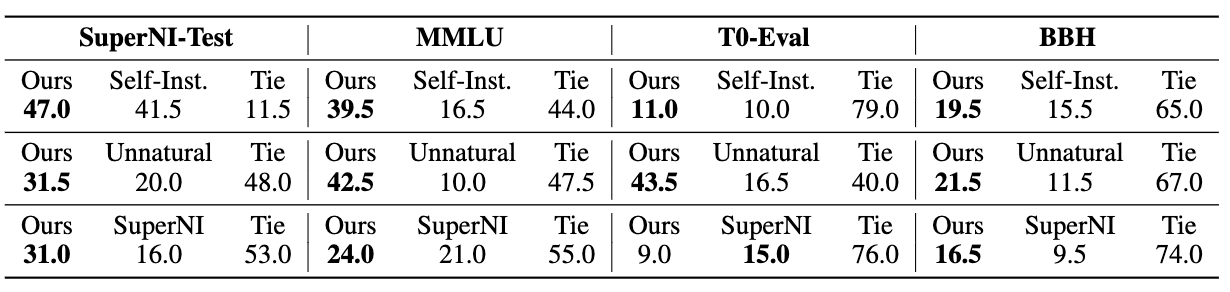 SuperNI-Test MMLU T0-Eval BBH
Ours Self-Inst. Tie Ours Self-Inst. Tie Ours Self-Inst. Tie Ours Self-Inst. Tie
47.0 41.5 11.5 39.5 16.5 44.0 11.0 10.0 79.0 19.5 15.5 65.0
Ours Unnatural Tie Ours Unnatural Tie Ours Unnatural Tie Ours Unnatural Tie
31.5 20.0 48.0 42.5 10.0 47.5 43.5 16.5 40.0 21.5 11.5 67.0
Ours SuperNI Tie Ours SuperNI Tie Ours SuperNI Tie Ours SuperNI Tie
31.0 16.0 53.0 24.0 21.0 55.0 9.0 15.0 76.0 16.5 9.5 74.0